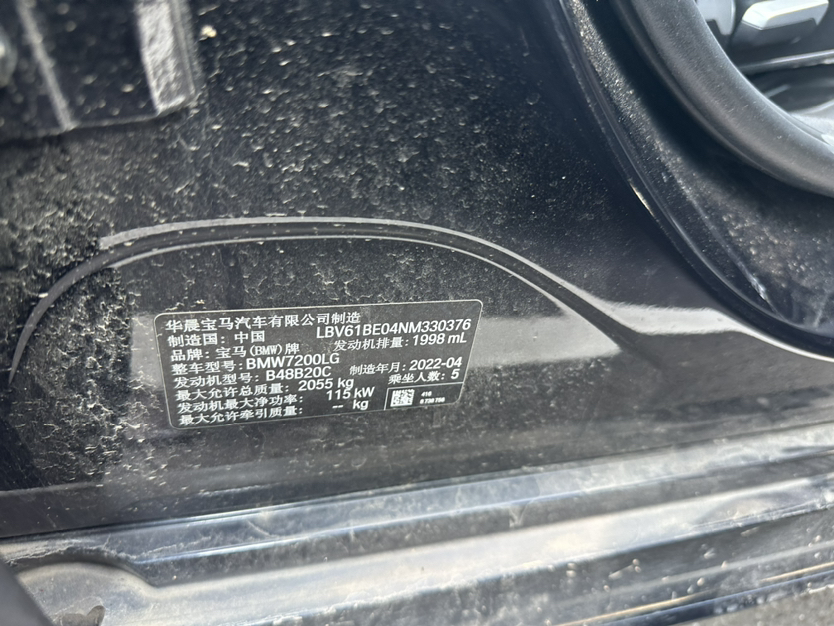 华晨宝马汽车有限公司制造
制造国：中国 LBV61BE04NM330376
品牌：宝马(BMW)牌 发动机排量：1998 mL
整车型号：BMW7200LG
发动机型号：B48B20C 制造年月：2022-04
最大允许总质量：2055 kg 乘坐人数：5
发动机最大净功率：115 kW
最大允许牵引质量：-- kg